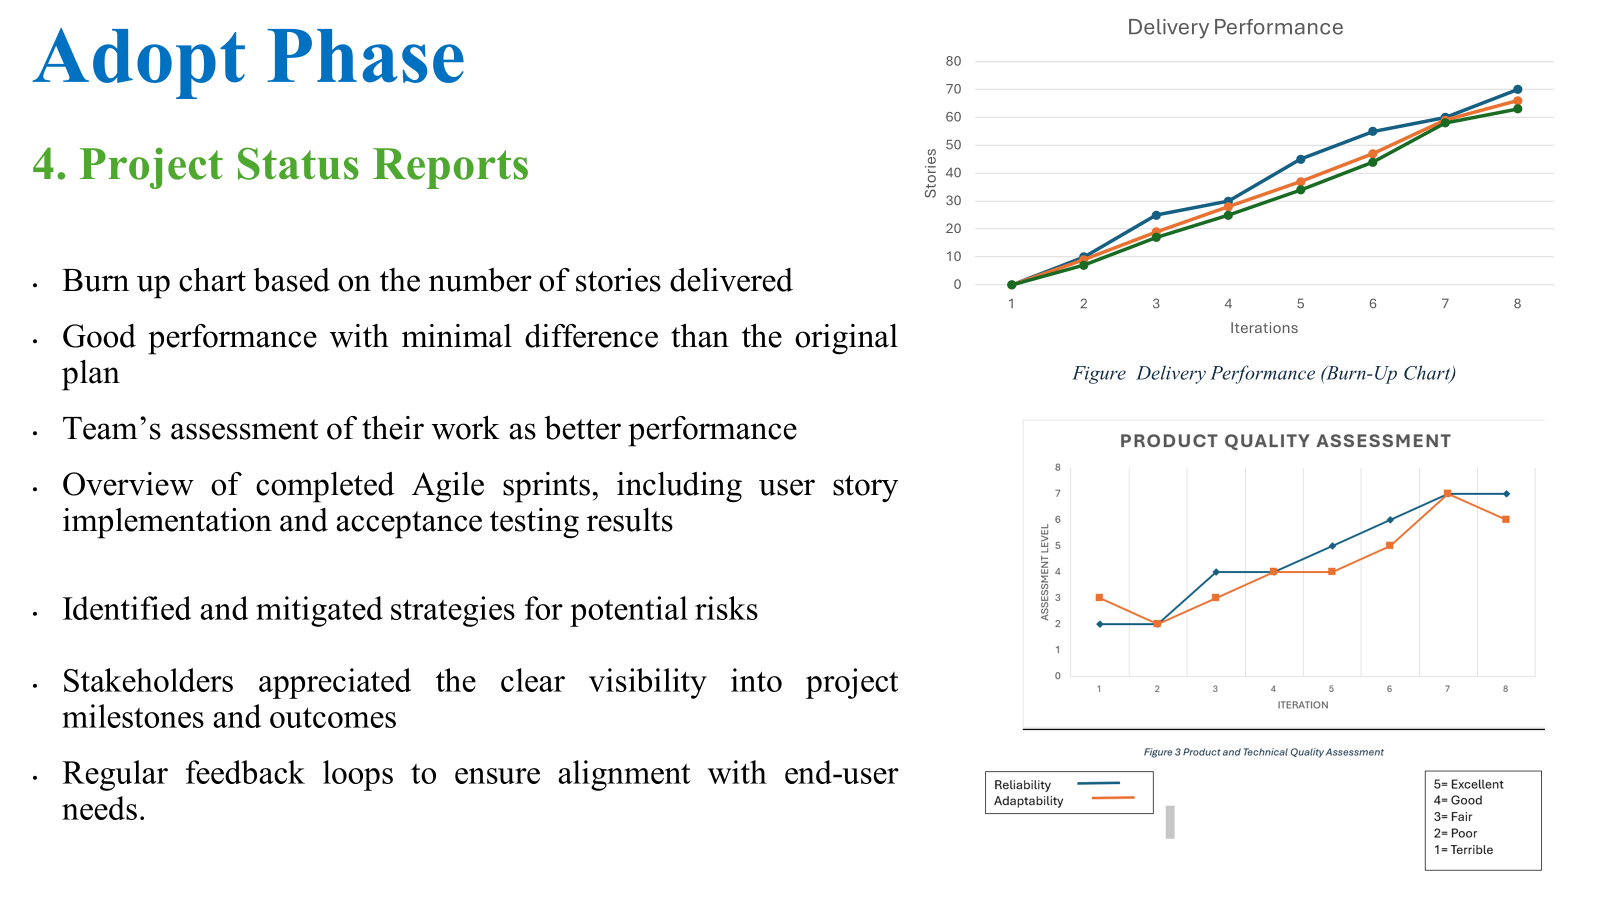 Adopt Phase
4. Project Status Reports
• Burn up chart based on the number of stories delivered
• Good performance with minimal difference than the original
plan
• Team’s assessment of their work as better performance
• Overview of completed Agile sprints, including user story
implementation and acceptance testing results
• Identified and mitigated strategies for potential risks
• Stakeholders appreciated the clear visibility into project
milestones and outcomes
• Regular feedback loops to ensure alignment with end-user
needs.
Delivery Performance
80
70
60
50
40
30
20
10
0
Stories
1 2 3 4 5 6 7 8
Iterations
Figure Delivery Performance (Burn-Up Chart)
PRODUCT QUALITY ASSESSMENT
8
7
6
5
4
3
2
1
0
ASSESSMENT LEVEL
1 2 3 4 5 6 7 8
ITERATION
Figure 3 Product and Technical Quality Assessment
Reliability
Adaptability
5= Excellent
4= Good
3= Fair
2= Poor
1= Terrible